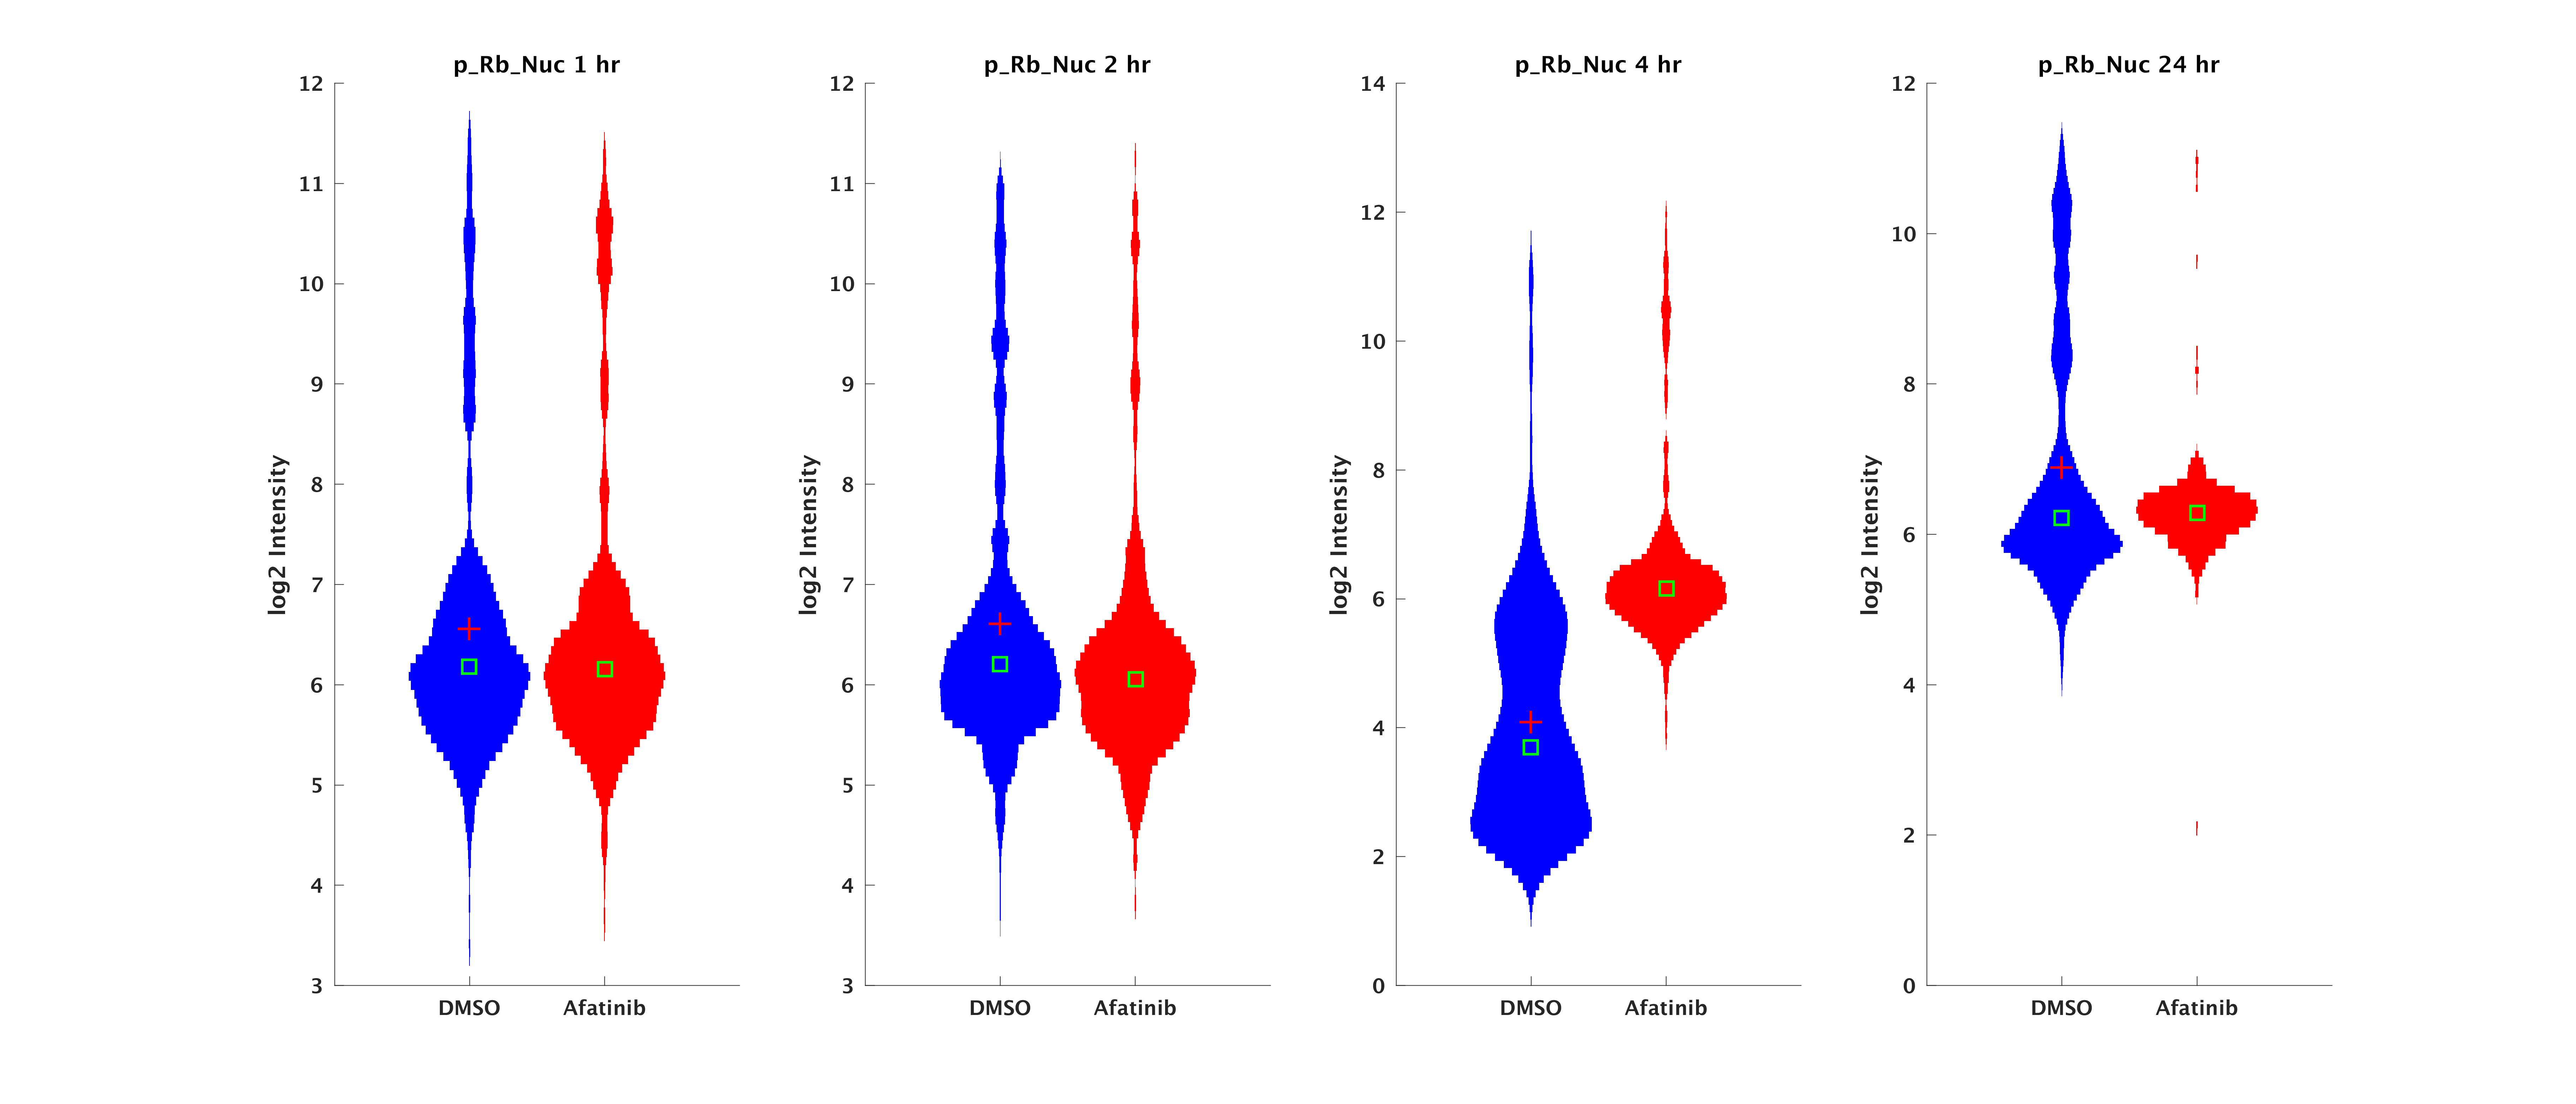 p_Rb_Nuc 1 hr
12
11
10
9
8
7
6
5
4
3
log2 Intensity
DMSO Afatinib
p_Rb_Nuc 2 hr
12
11
10
9
8
7
6
5
4
3
log2 Intensity
DMSO Afatinib
p_Rb_Nuc 4 hr
14
12
10
8
6
4
2
0
log2 Intensity
DMSO Afatinib
p_Rb_Nuc 24 hr
12
10
8
6
4
2
0
log2 Intensity
DMSO Afatinib